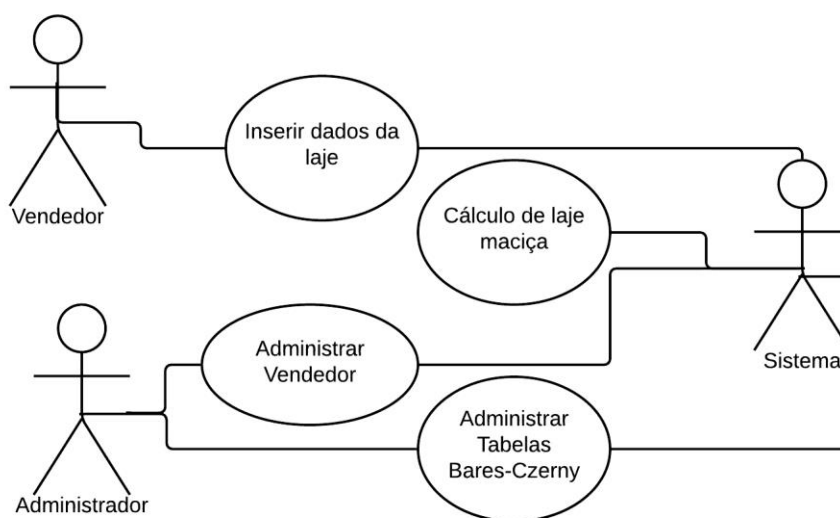 Inserir dados da
laje
Vendedor
Cálculo de laje
maciça
Sistema
Administrar
Vendedor
Administrar
Tabelas
Bares-Czerny
Administrador